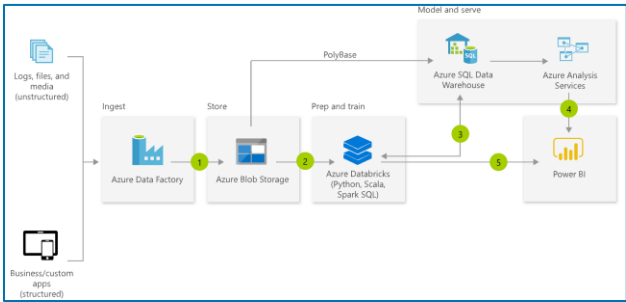 Model and serve
Logs, files, and
media
(unstructured)
PolyBase
SQL
Azure SQL Data
Warehouse
Azure Analysis
Services
Ingest
Store
Prep and train
3
4
1
2
5
Azure Data Factory
Azure Blob Storage
Azure Databricks
(Python, Scala,
Spark SQL)
Power BI
Business/custom
apps
(structured)